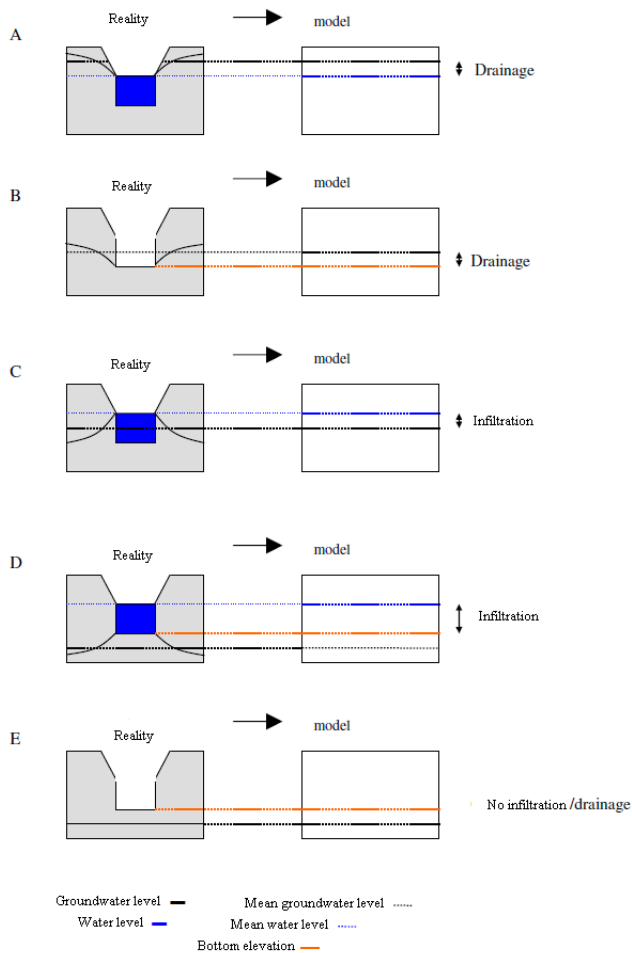 Reality model
A
Drainage
Reality model
B
Drainage
Reality model
C
Infiltration
Reality model
D
Infiltration
Reality model
E
No infiltration /drainage
Groundwater level Mean groundwater level
Water level Mean water level
Bottom elevation